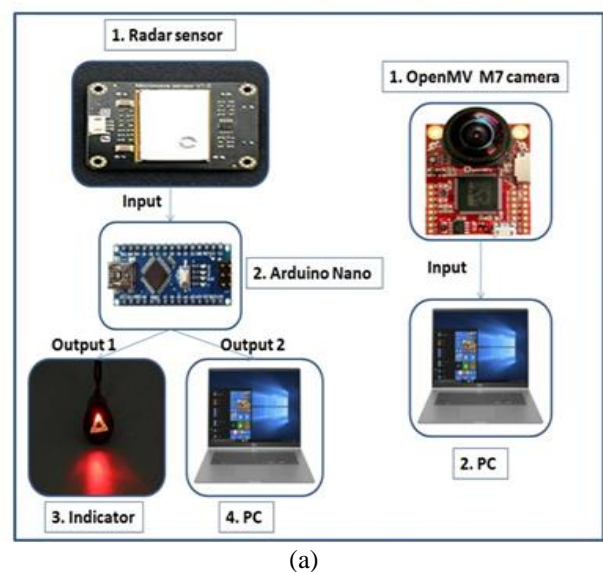 1. Radar sensor
1. OpenMV M7 camera
Input
2. Arduino Nano
Input
Output 1
Output 2
3. Indicator
4. PC
2. PC
(a)